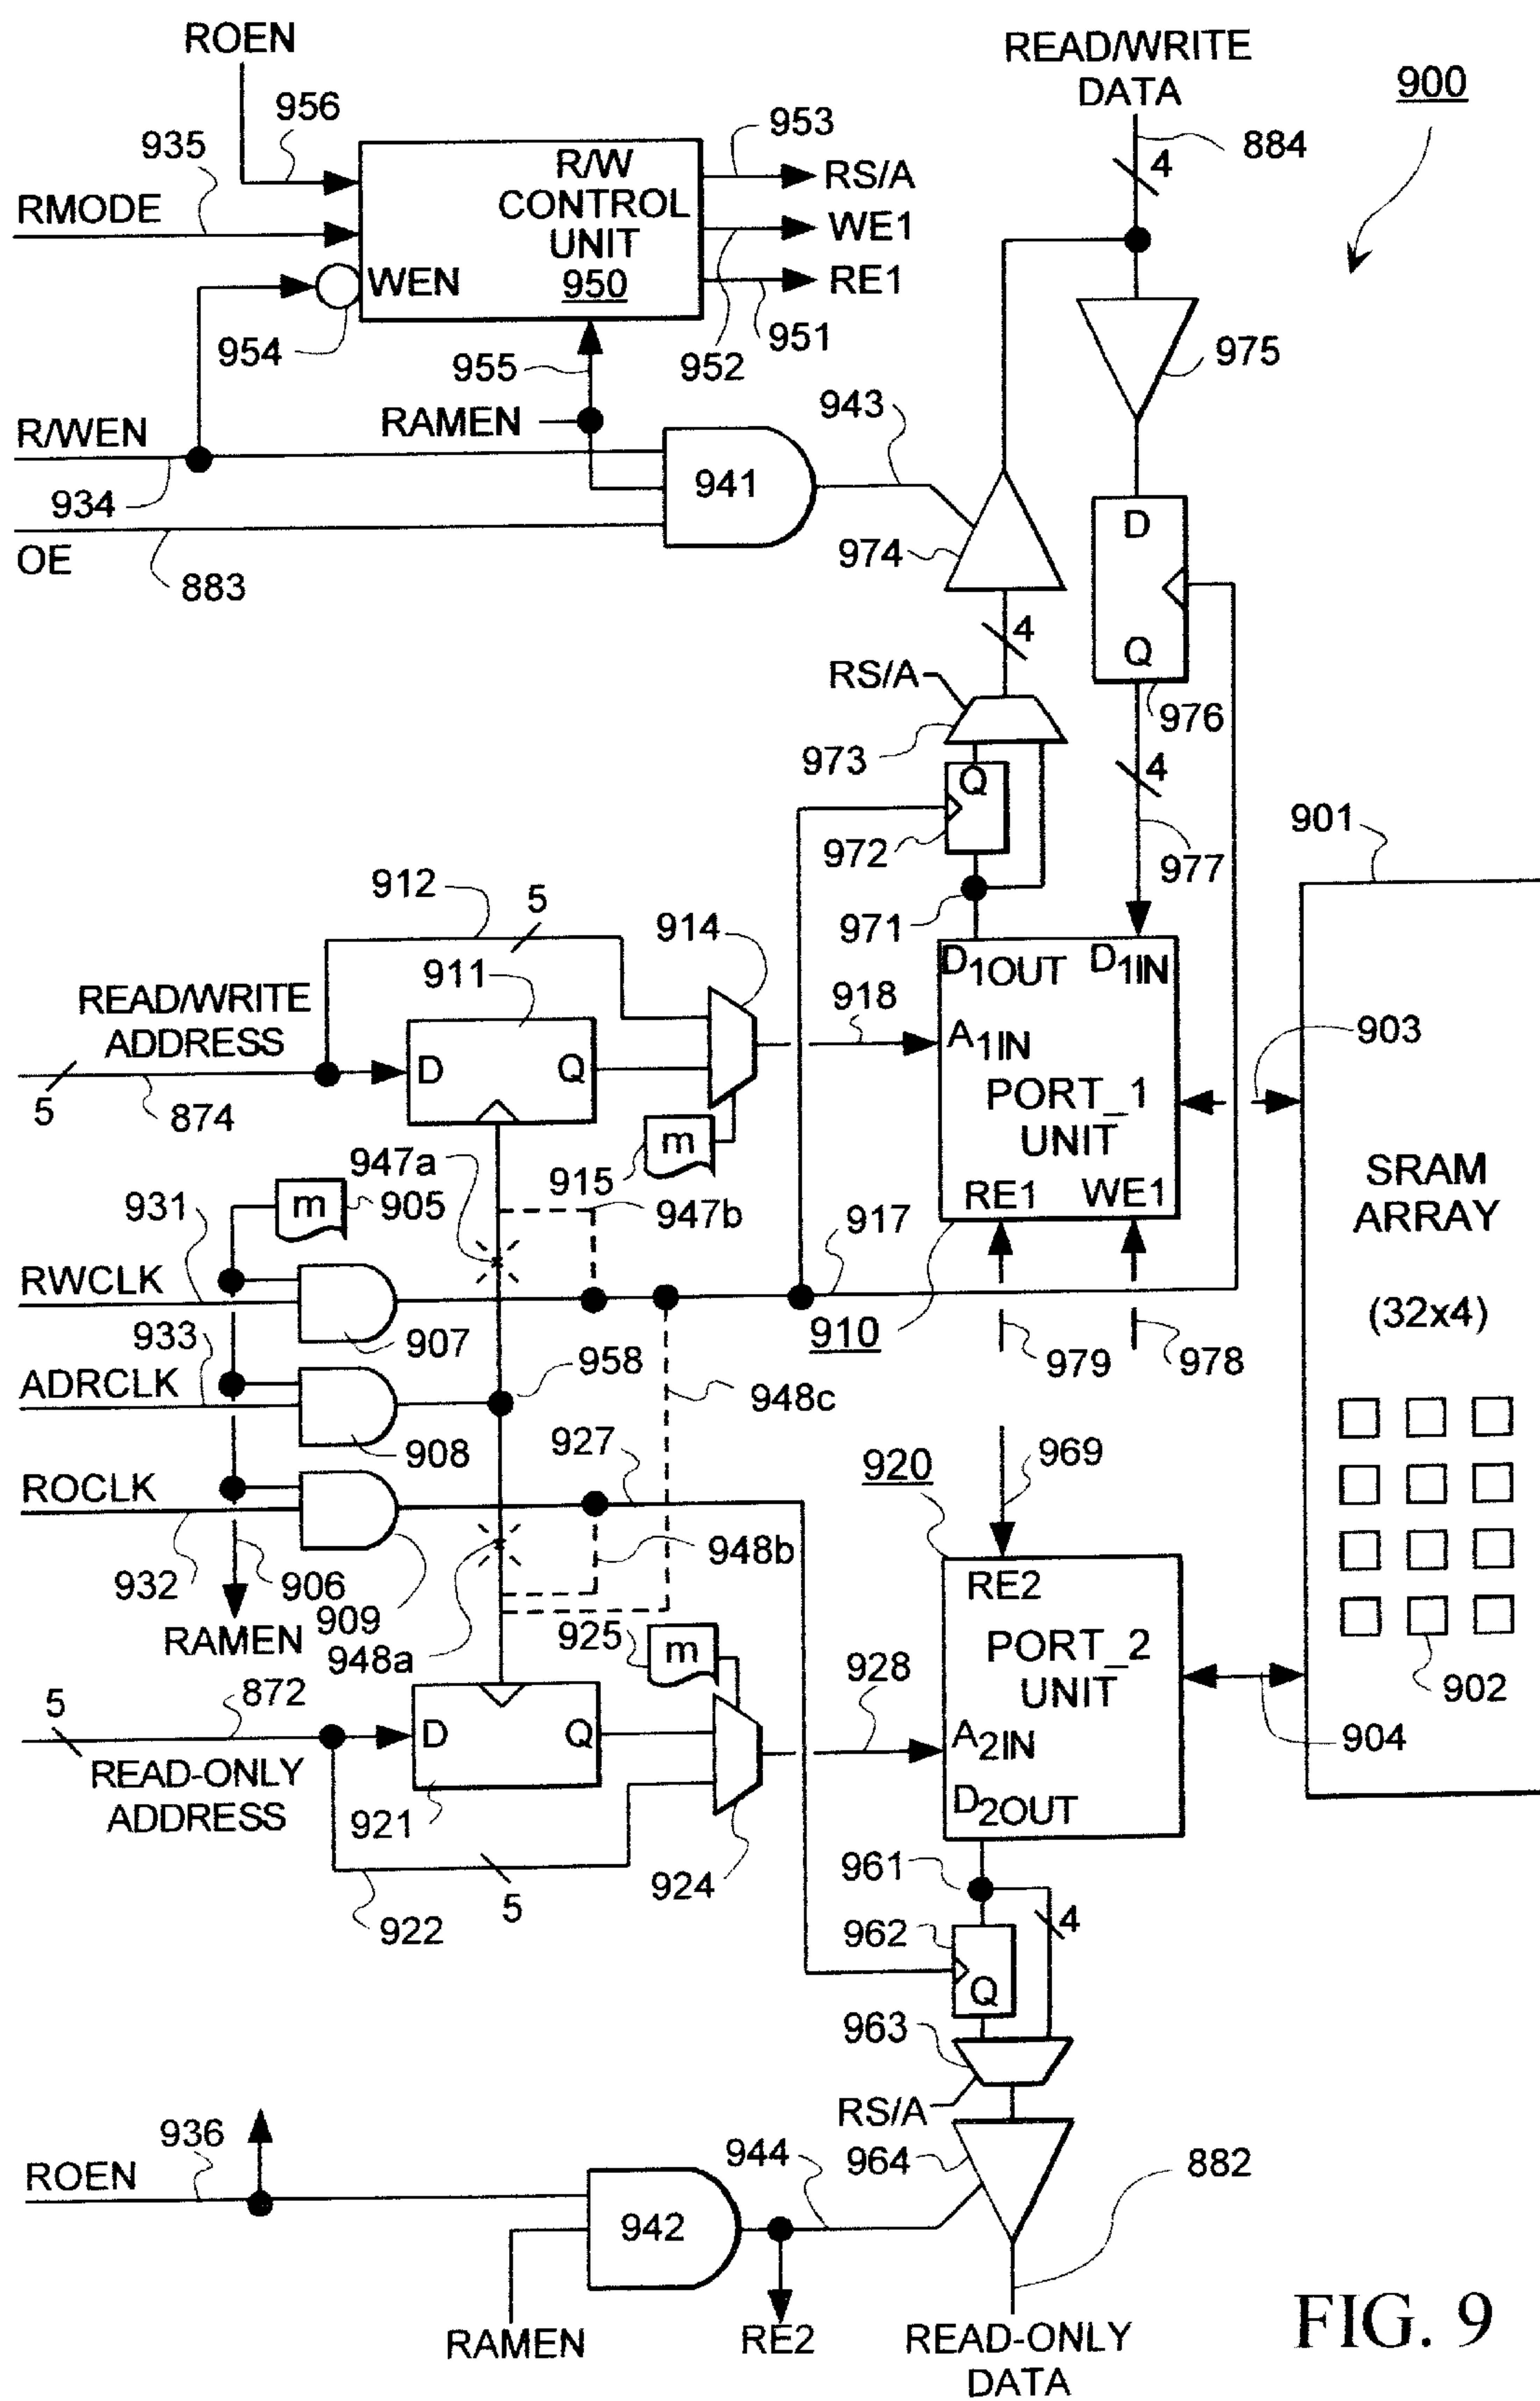 ROEN
READ/WRITE
DATA
900
956
953
935
884
4
R/W
CONTROL
UNIT
950
RS/A
RMODE
WE1
WEN
RE1
954
955
952
951
975
RAMEN
943
R/WEN
941
934
OE
883
974
D
Q
4
RS/A
976
973
Q
4
972
977
901
912
5
914
971
911
D1OUT
D1IN
READ/WRITE
ADDRESS
918
903
A1IN
D
Q
PORT_1
UNIT
5
874
m
947a
915
SRAM
ARRAY
RE1
WE1
m
905
947b
917
931
RWCLK
(32x4)
907
910
979
978
933
958
ADRCLK
948c
908
927
969
920
ROCLK
948b
932
906
909
RE2
RAMEN
925
m
PORT_2
UNIT
948a
928
902
872
5
D
Q
A2IN
904
READ-ONLY
ADDRESS
D2OUT
921
924
961
5
4
922
962
Q
963
RS/A
936
944
964
882
ROEN
942
RAMEN
RE2
READ-ONLY
DATA
FIG. 9